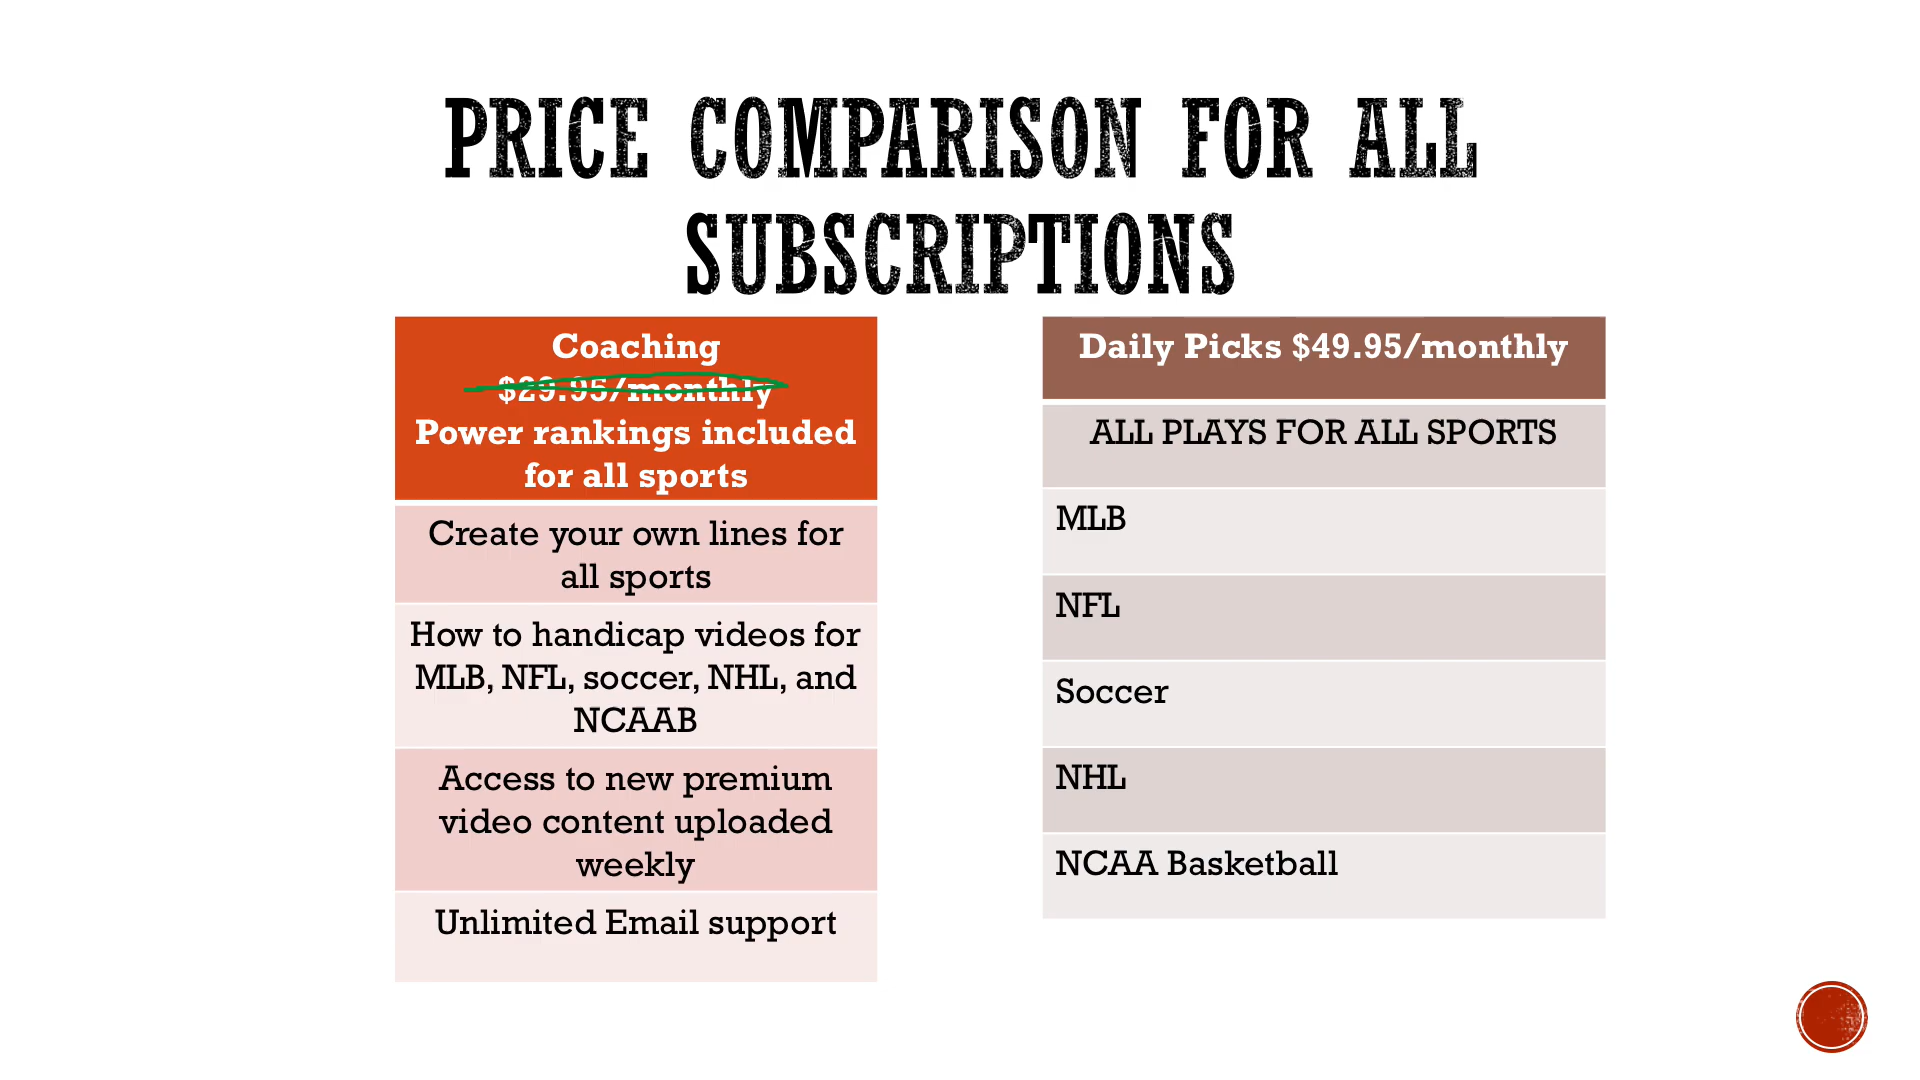 PRICE COMPARISON FOR ALL
SUBSCRIPTIONS
Coaching
$29.95/monthly
Power rankings included
for all sports
Create your own lines for
all sports
How to handicap videos for
MLB, NFL, soccer, NHL, and
NCAAB
Access to new premium
video content uploaded
weekly
Unlimited Email support
Daily Picks $49.95/monthly
ALL PLAYS FOR ALL SPORTS
MLB
NFL
Soccer
NHL
NCAA Basketball